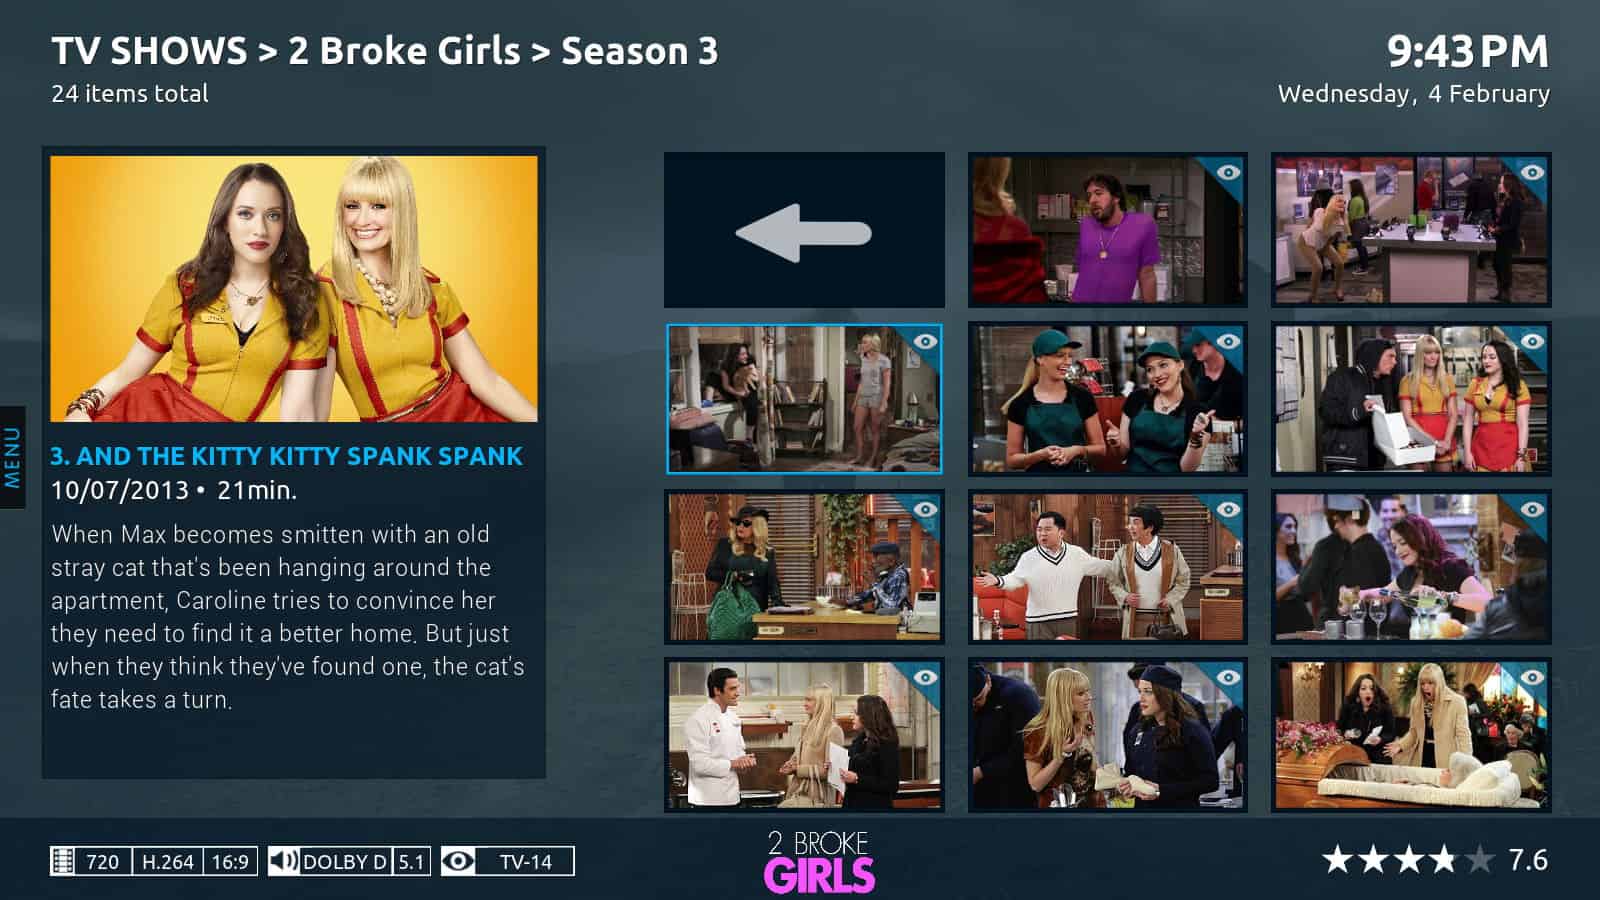 TV SHOWS > 2 Broke Girls > Season 3
24 items total
9:43 PM
Wednesday, 4 February
MENU
3. AND THE KITTY KITTY SPANK SPANK
10/07/2013 • 21min.
When Max becomes smitten with an old
stray cat that's been hanging around the
apartment, Caroline tries to convince her
they need to find it a better home. But just
when they think they've found one, the cat's
fate takes a turn.
720 H.264 16:9 DOLBY D 5.1 TV-14
2 BROKE
GIRLS
7.6